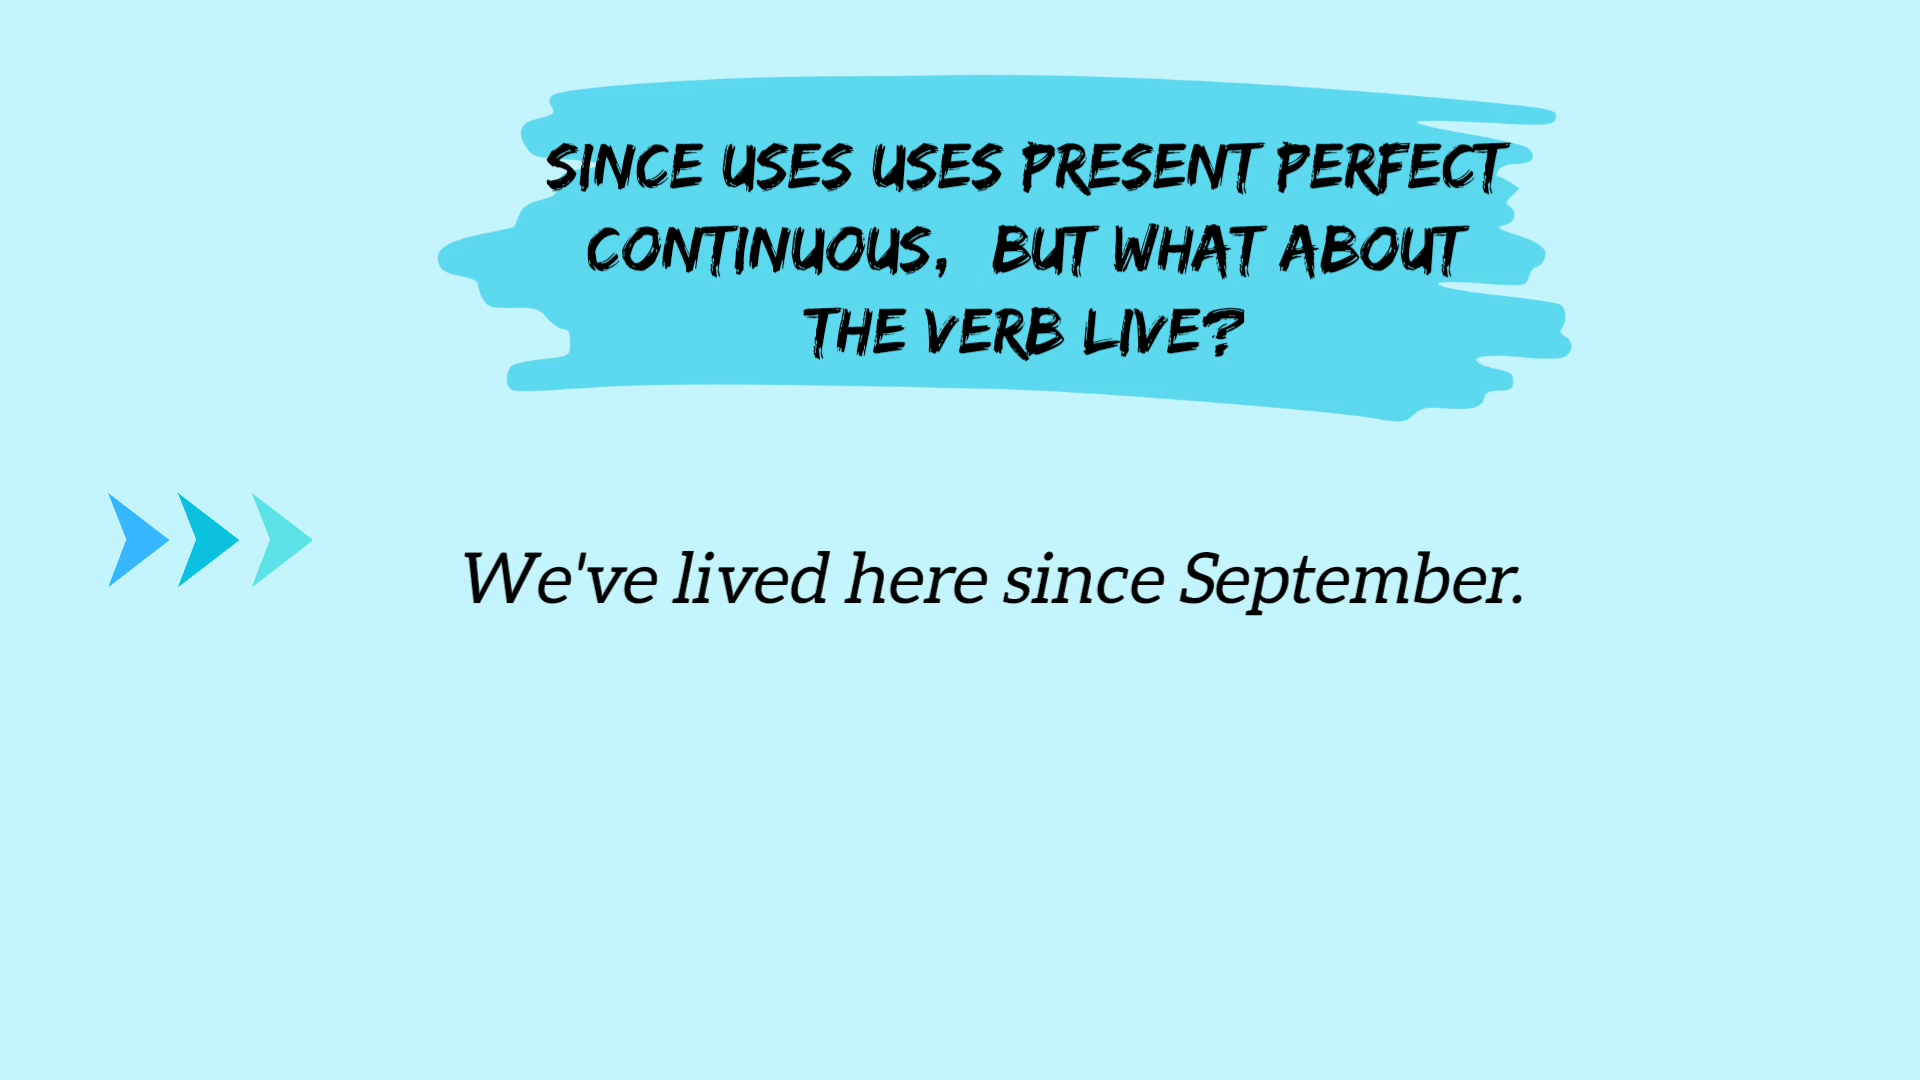 SINCE USES USES PRESENT PERFECT
CONTINUOUS, BUT WHAT ABOUT
THE VERB LIVE?
We've lived here since September.